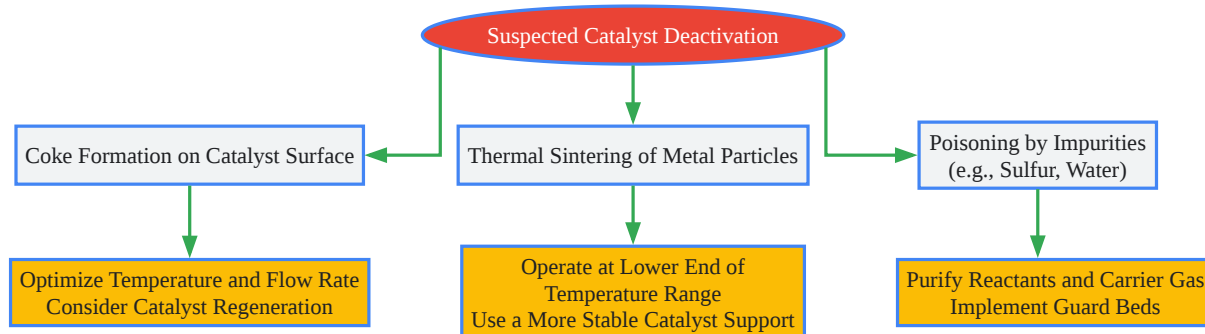 Suspected Catalyst Deactivation
Coke Formation on Catalyst Surface
Thermal Sintering of Metal Particles
Poisoning by Impurities
(e.g., Sulfur, Water)
Optimize Temperature and Flow Rate
Consider Catalyst Regeneration
Operate at Lower End of
Temperature Range
Use a More Stable Catalyst Support
Purify Reactants and Carrier Gas
Implement Guard Beds